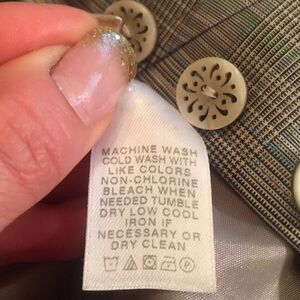 MACHINE WASH
COLD WASH WITH
LIKE COLORS
NON-CHLORINE
BLEACH WHEN
NEEDED TUMBLE
DRY LOW COOL
IRON IF
NECESSARY OR
DRY CLEAN